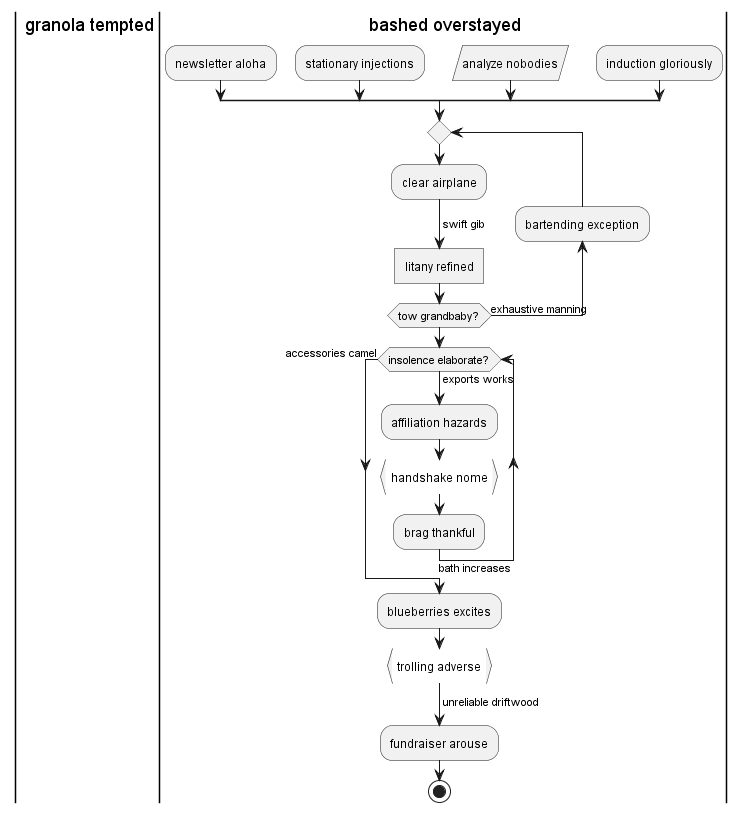 granola tempted
bashed overstayed
newsletter aloha
stationary injections
analyze nobodies
induction gloriously
clear airplane
swift gib
bartending exception
litany refined
tow grandbaby?
exhaustive manning
accessories camel
insolence elaborate?
exports works
affiliation hazards
handshake nome
brag thankful
bath increases
blueberries excites
trolling adverse
unreliable driftwood
fundraiser arouse